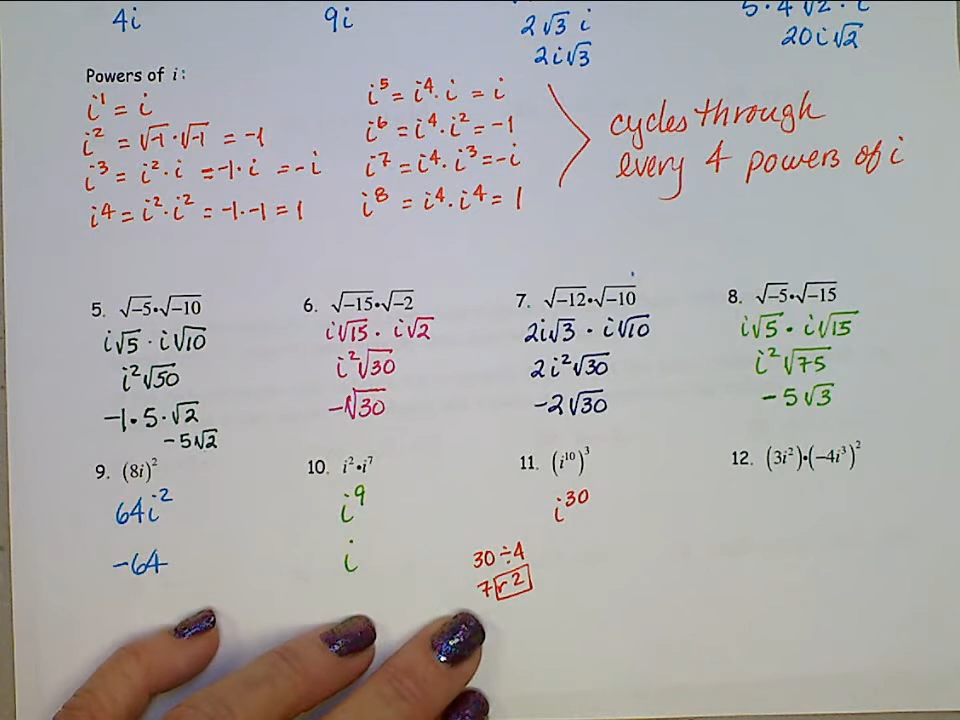 4i 9i 2√3 i 5·4√2·i
2i√3 20i√2
Powers of i:
i¹ = i i⁵ = i⁴·i = i
i² = √-1·√-1 = -1 i⁶ = i⁴·i² = -1
i³ = i²·i = -1·i = -i i⁷ = i⁴·i³ = -i
i⁴ = i²·i² = -1·-1 = 1 i⁸ = i⁴·i⁴ = 1
cycles through
every 4 powers of i
5. √-5•√-10 6. √-15•√-2 7. √-12•√-10 8. √-5•√-15
i√5·i√10 i√15·i√2 2i√3·i√10 i√5·i√15
i²√50 i²√30 2i²√30 i²√75
-1·5·√2 -√30 -2√30 -5√3
-5√2
9. (8i)² 10. i²•i⁷ 11. (i¹⁰)³ 12. (3i²)•(-4i³)²
64i² i⁹ i³⁰
-64 i 30÷4
7 r2